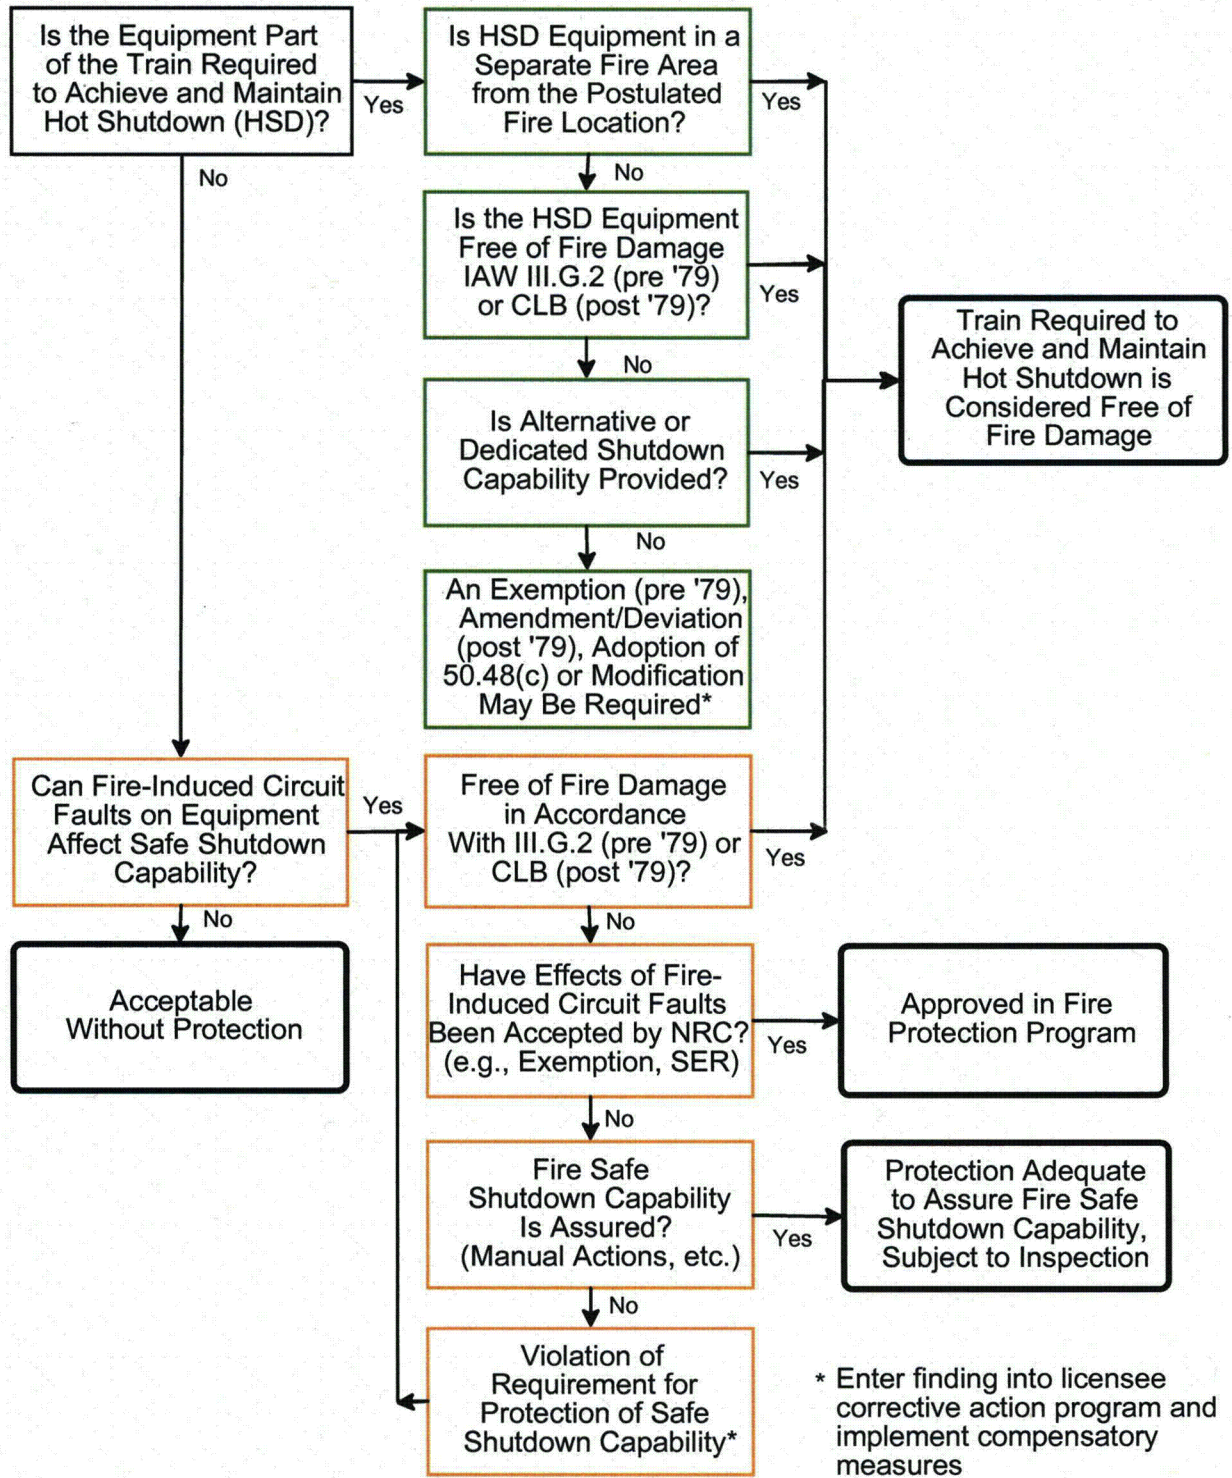 Is the Equipment Part
of the Train Required
to Achieve and Maintain
Hot Shutdown (HSD)?
Yes
No
Is HSD Equipment in a
Separate Fire Area
from the Postulated
Fire Location?
Yes
No
Is the HSD Equipment
Free of Fire Damage
IAW III.G.2 (pre '79)
or CLB (post '79)?
Yes
No
Train Required to
Achieve and Maintain
Hot Shutdown is
Considered Free of
Fire Damage
Is Alternative or
Dedicated Shutdown
Capability Provided?
Yes
No
An Exemption (pre '79),
Amendment/Deviation
(post '79), Adoption of
50.48(c) or Modification
May Be Required*
Can Fire-Induced Circuit
Faults on Equipment
Affect Safe Shutdown
Capability?
Yes
No
Free of Fire Damage
in Accordance
With III.G.2 (pre '79) or
CLB (post '79)?
Yes
No
Acceptable
Without Protection
Have Effects of Fire-
Induced Circuit Faults
Been Accepted by NRC?
(e.g., Exemption, SER)
Yes
No
Approved in Fire
Protection Program
Fire Safe
Shutdown Capability
Is Assured?
(Manual Actions, etc.)
Yes
No
Protection Adequate
to Assure Fire Safe
Shutdown Capability,
Subject to Inspection
Violation of
Requirement for
Protection of Safe
Shutdown Capability*
* Enter finding into licensee
corrective action program and
implement compensatory
measures